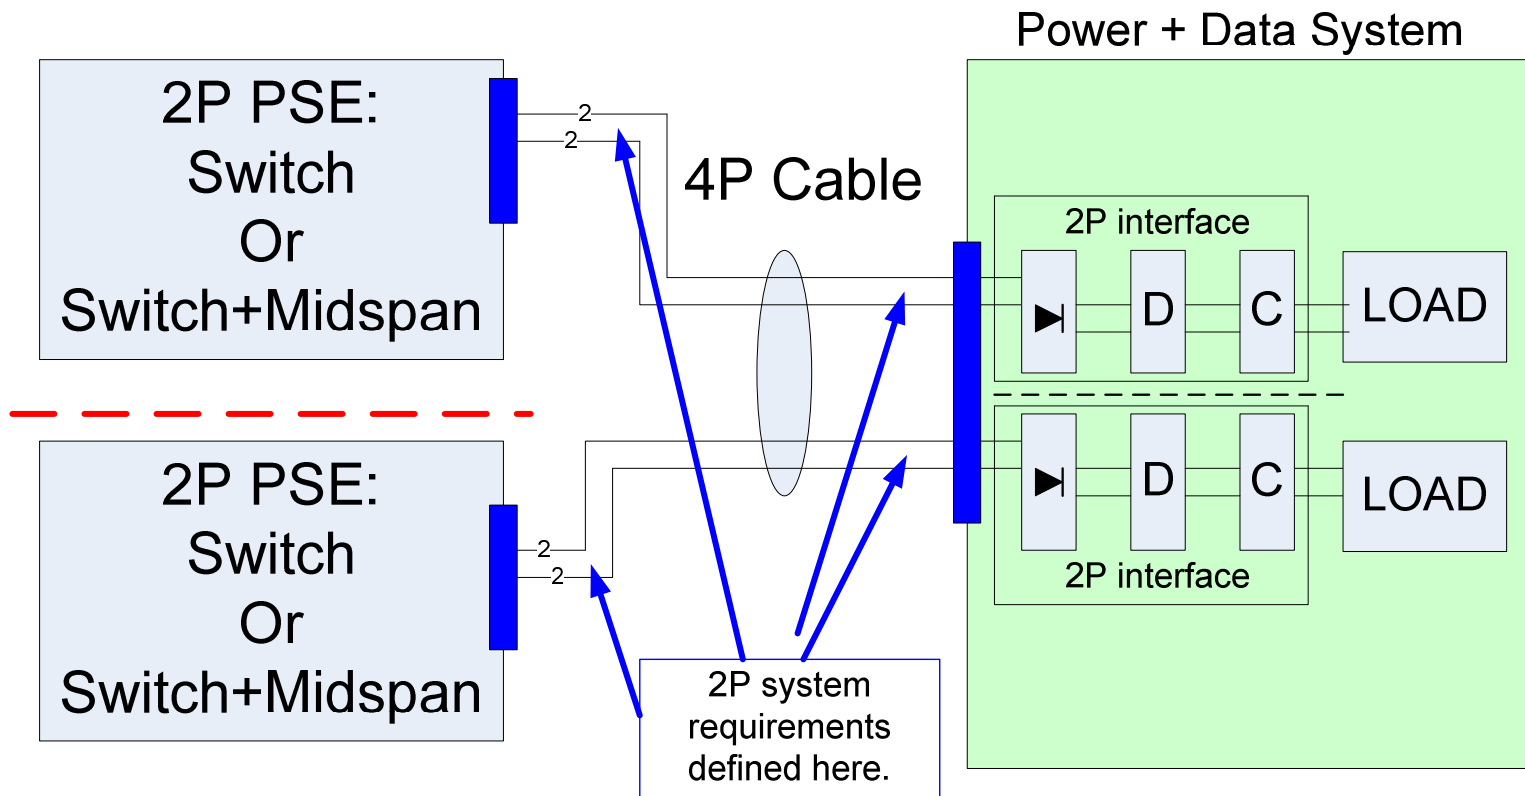 Power + Data System
2P PSE:
Switch
Or
Switch+Midspan
2
2
4P Cable
2P interface
D
C
LOAD
2P PSE:
Switch
Or
Switch+Midspan
2
2
D
C
LOAD
2P interface
2P system
requirements
defined here.